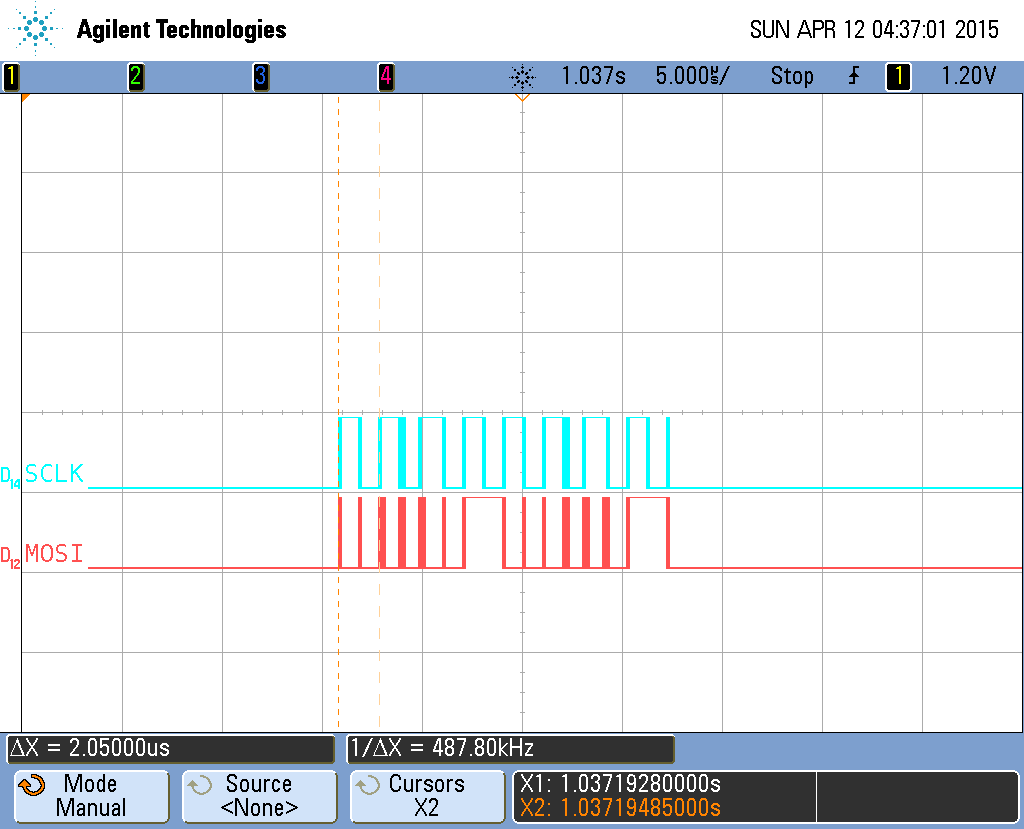 Agilent Technologies SUN APR 12 04:37:01 2015
1 2 3 4 1.037s 5.000µs/ Stop 1 1.20V
D14 SCLK
D12 MOSI
ΔX = 2.05000us 1/ΔX = 487.80kHz
Mode Manual
Source <None>
Cursors X2
X1: 1.03719280000s
X2: 1.03719485000s